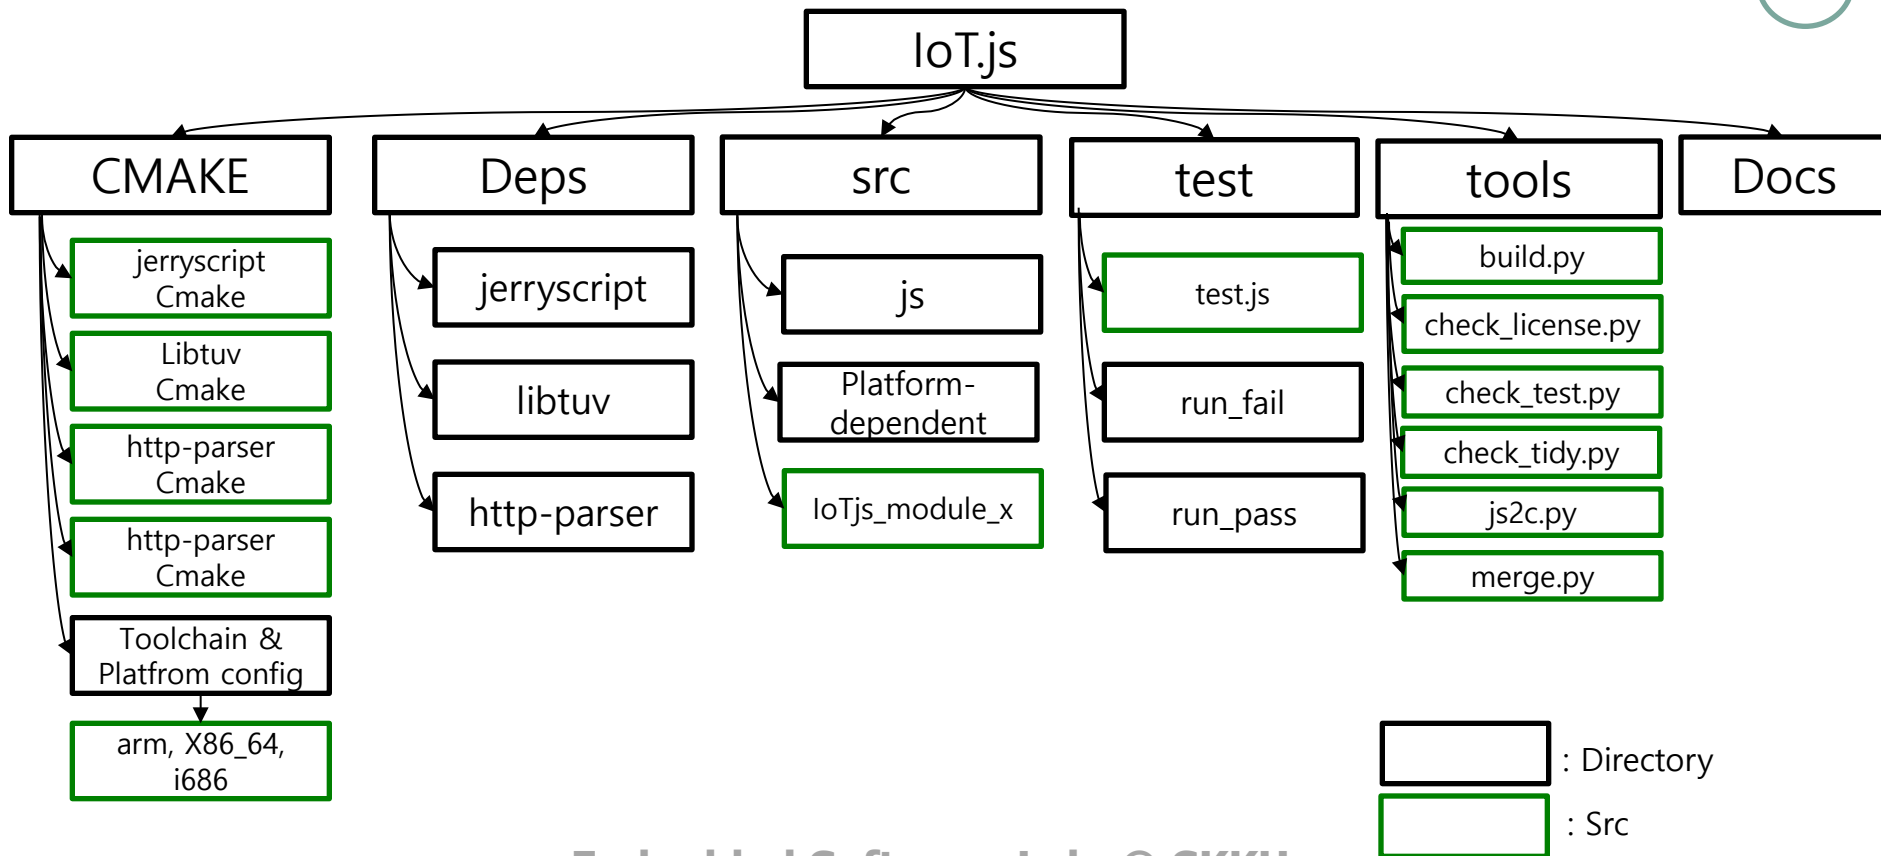 IoT.js
CMAKE
Deps
src
test
tools
Docs
jerryscript
Cmake
Libtuv
Cmake
http-parser
Cmake
http-parser
Cmake
Toolchain &
Platfrom config
arm, X86_64,
i686
jerryscript
libtuv
http-parser
js
Platform-
dependent
IoTjs_module_x
test.js
run_fail
run_pass
build.py
check_license.py
check_test.py
check_tidy.py
js2c.py
merge.py
: Directory
: Src